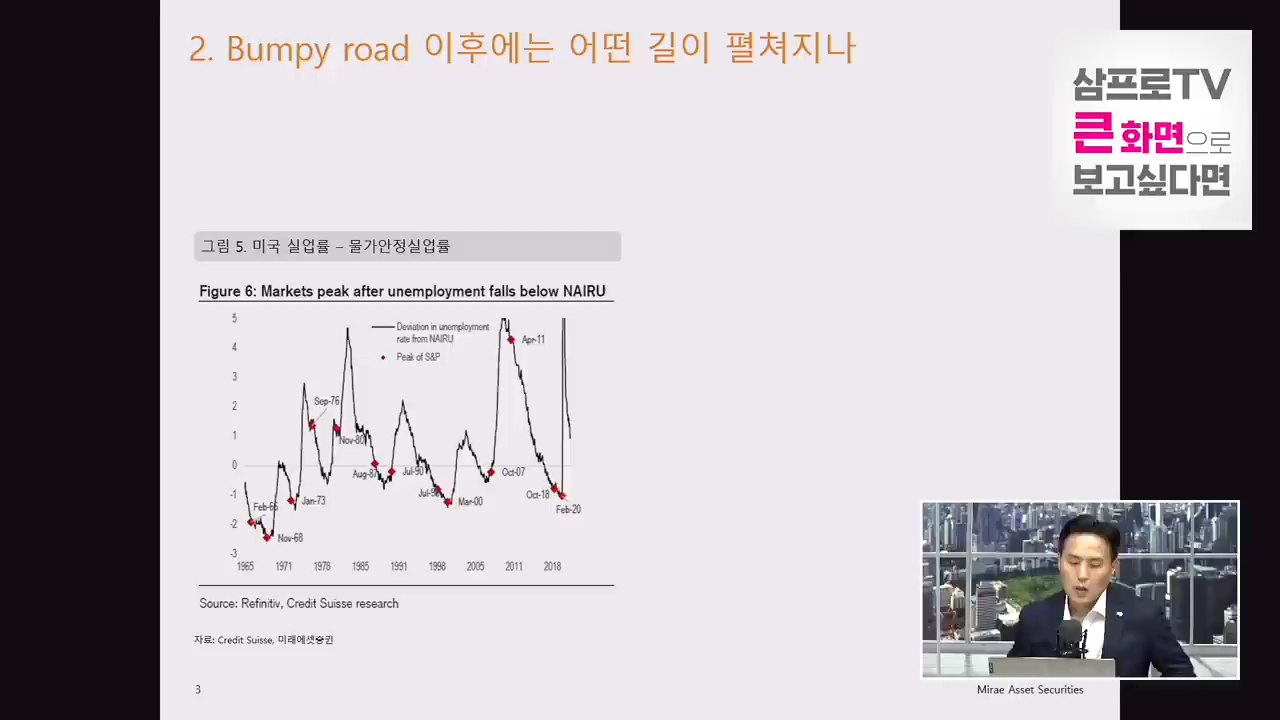 2. Bumpy road 이후에는 어떤 길이 펼쳐지나
삼프로TV
큰 화면으로
보고싶다면
그림 5. 미국 실업률 – 물가안정실업률
Figure 6: Markets peak after unemployment falls below NAIRU
5
4
3
2
1
0
-1
-2
-3
Deviation in unemployment
rate from NAIRU
Peak of S&P
Apr-11
Sep-76
Nov-80
Aug-87
Jul-90
Oct-07
Feb-66
Jan-73
Mar-00
Oct-18
Feb-20
Nov-68
1965 1971 1978 1985 1991 1998 2005 2011 2018
Source: Refinitiv, Credit Suisse research
자료: Credit Suisse, 미래에셋증권
Mirae Asset Securities